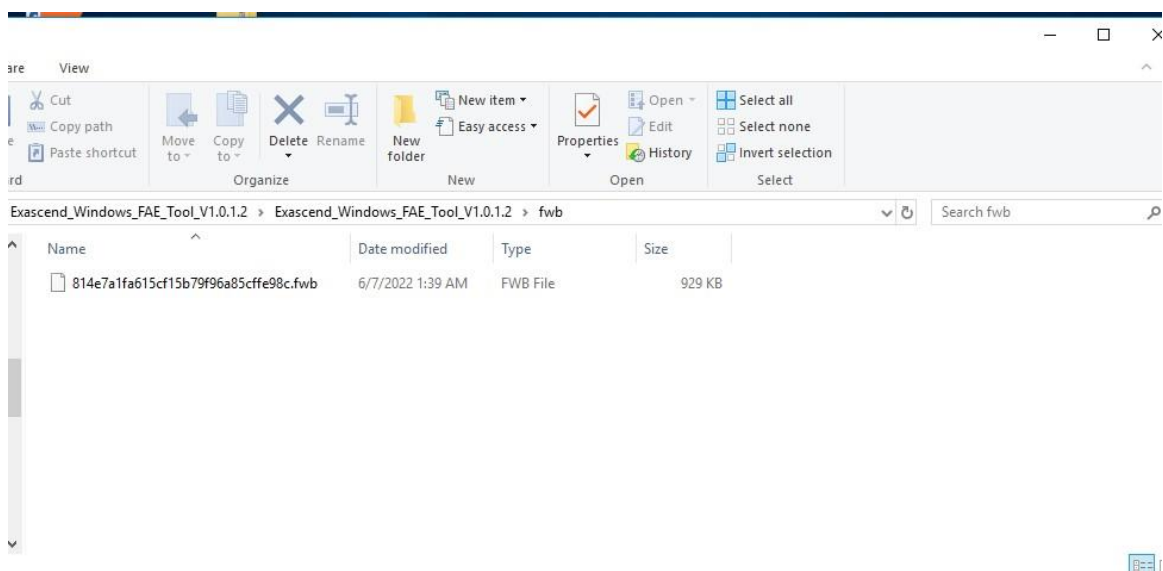 are View
Cut
Copy path
Paste shortcut
Move to
Copy to
Delete
Rename
New folder
New item
Easy access
Properties
Open
Edit
History
Select all
Select none
Invert selection
Organize New Open Select
Exascend_Windows_FAE_Tool_V1.0.1.2 > Exascend_Windows_FAE_Tool_V1.0.1.2 > fwb Search fwb
Name Date modified Type Size
814e7a1fa615cf15b79f96a85cffe98c.fwb 6/7/2022 1:39 AM FWB File 929 KB